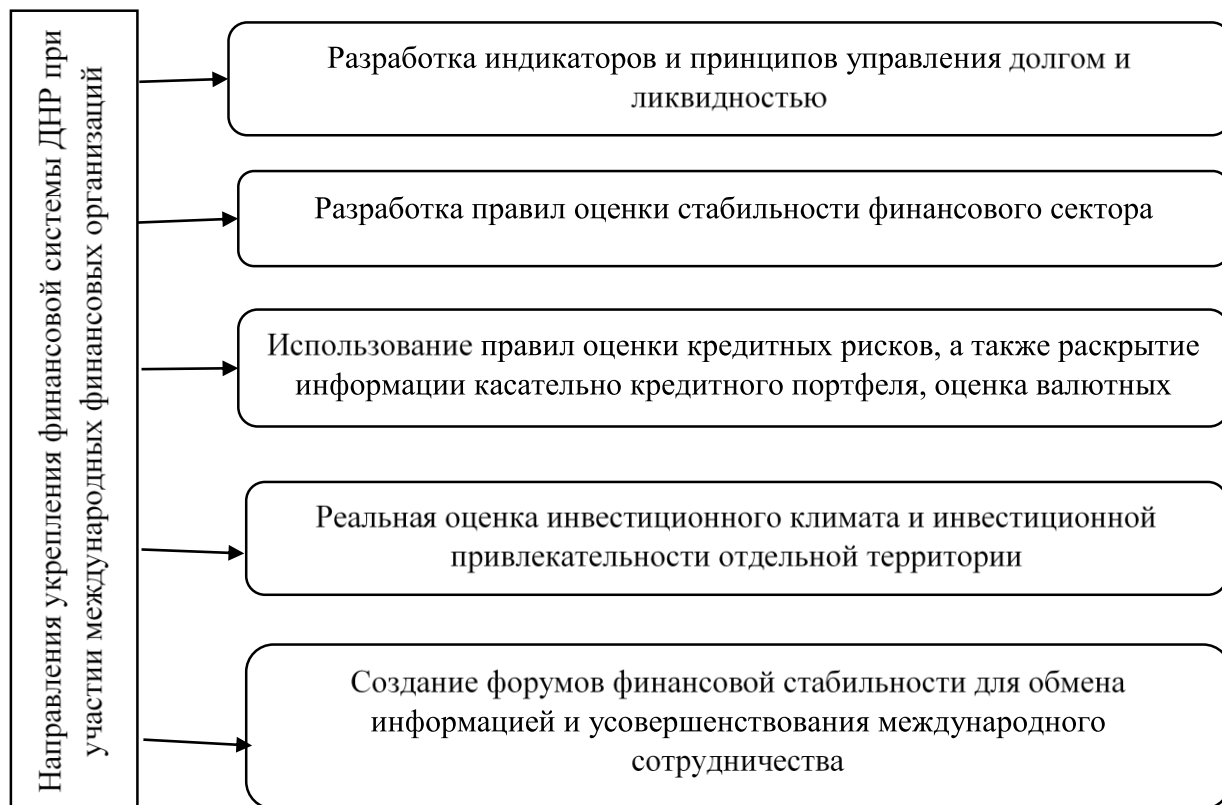 Направления укрепления финансовой системы ДНР при
участии международных финансовых организаций
Разработка индикаторов и принципов управления долгом и
ликвидностью
Разработка правил оценки стабильности финансового сектора
Использование правил оценки кредитных рисков, а также раскрытие
информации касательно кредитного портфеля, оценка валютных
Реальная оценка инвестиционного климата и инвестиционной
привлекательности отдельной территории
Создание форумов финансовой стабильности для обмена
информацией и усовершенствования международного
сотрудничества